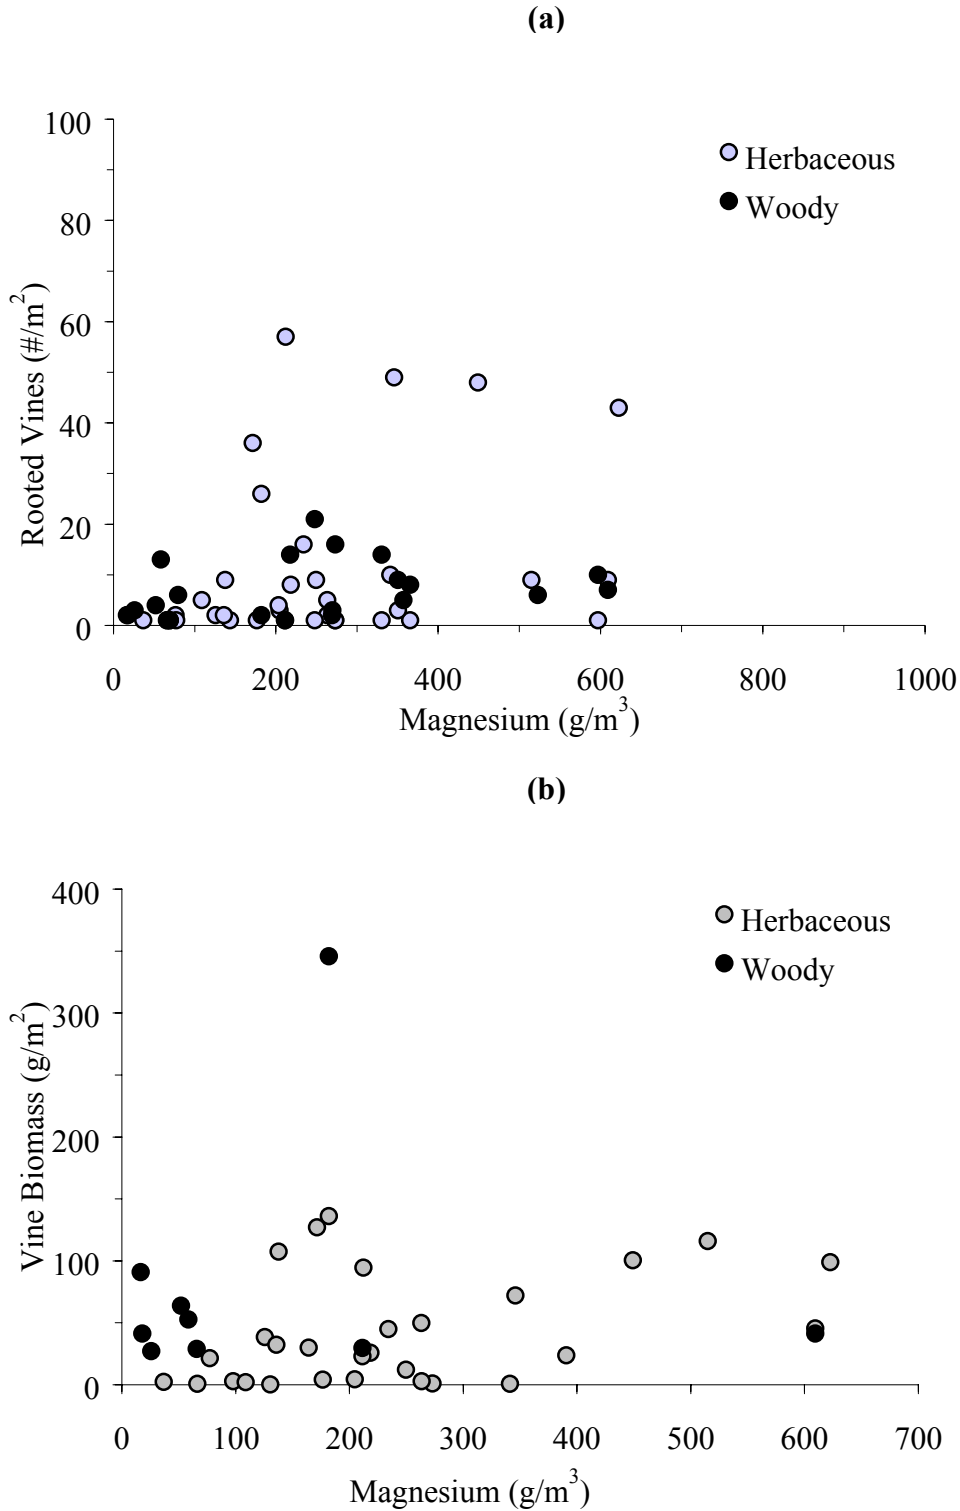 (a)
100
80
60
40
20
0
Rooted Vines (#/m²)
Herbaceous
Woody
0 200 400 600 800 1000
Magnesium (g/m³)
(b)
400
300
200
100
0
Vine Biomass (g/m²)
Herbaceous
Woody
0 100 200 300 400 500 600 700
Magnesium (g/m³)